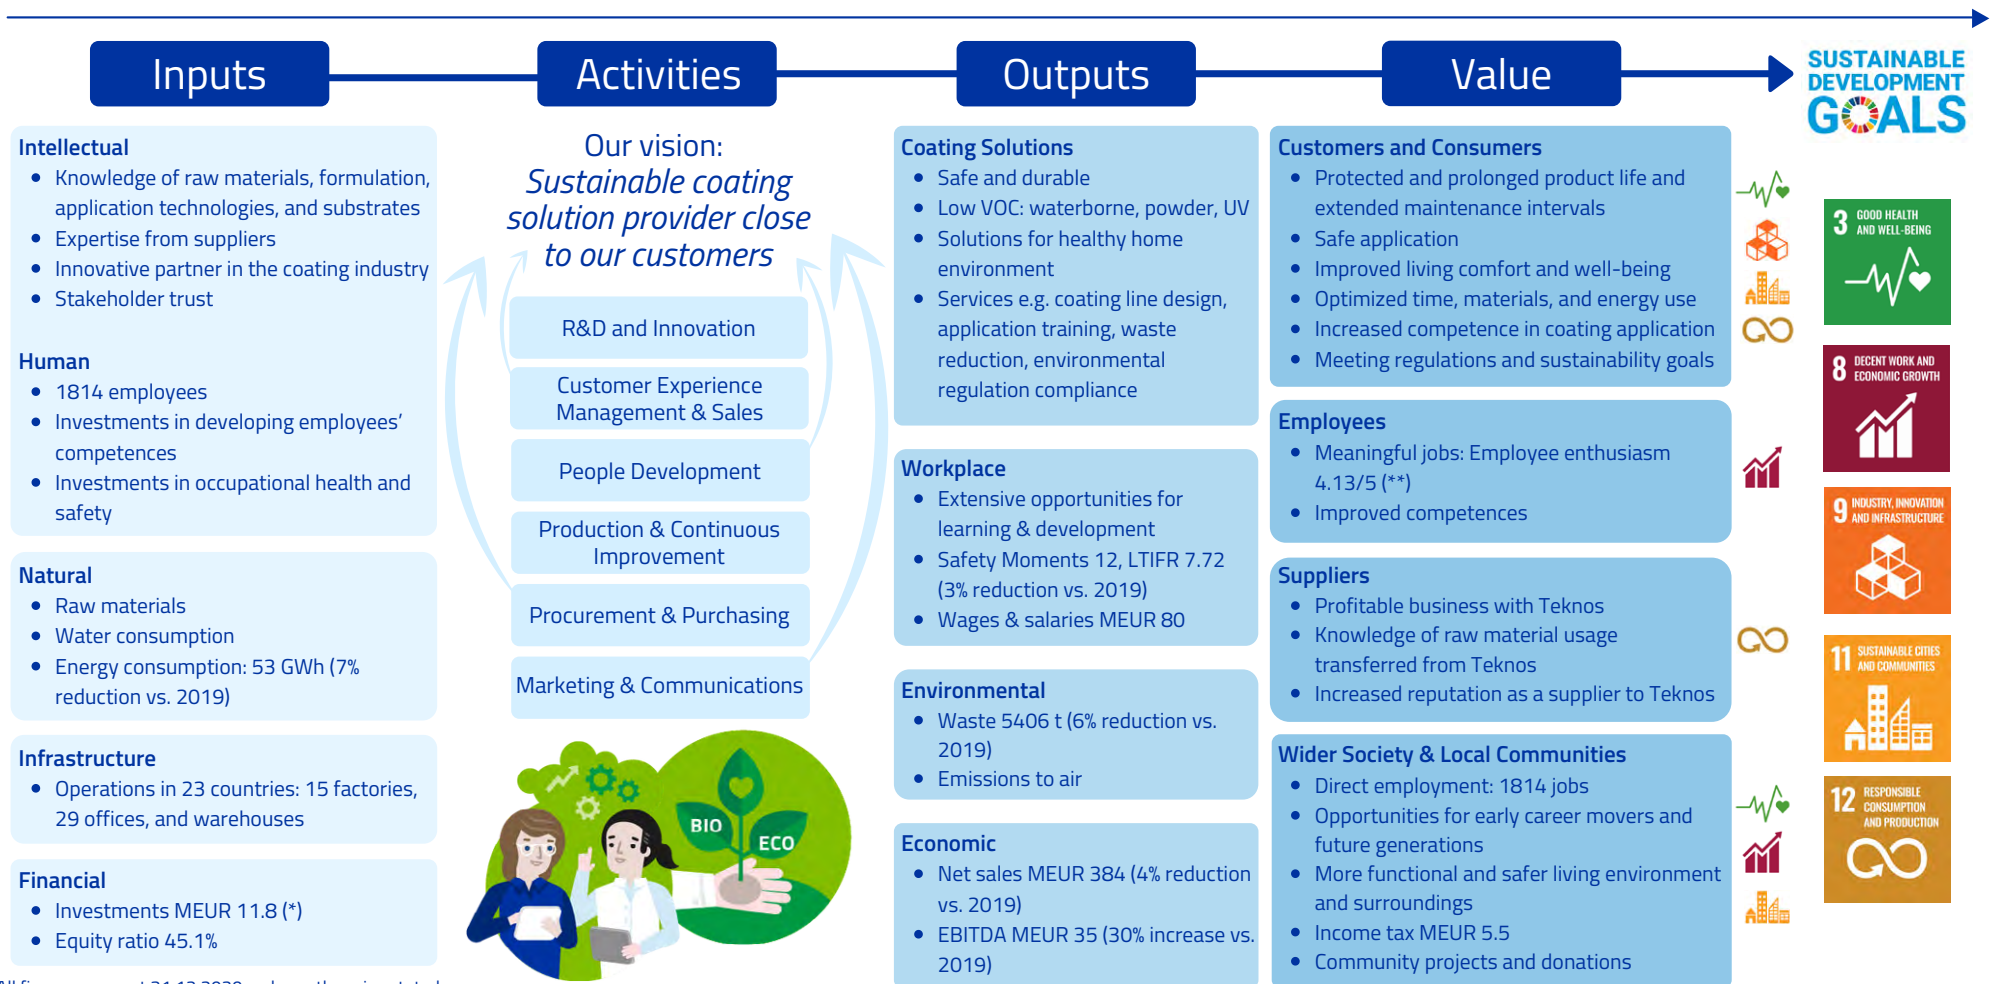 Inputs
Activities
Outputs
Value
SUSTAINABLE
DEVELOPMENT
GOALS
Intellectual
Knowledge of raw materials, formulation,
application technologies, and substrates
Expertise from suppliers
Innovative partner in the coating industry
Stakeholder trust
Human
1814 employees
Investments in developing employees'
competences
Investments in occupational health and
safety
Natural
Raw materials
Water consumption
Energy consumption: 53 GWh (7%
reduction vs. 2019)
Infrastructure
Operations in 23 countries: 15 factories,
29 offices, and warehouses
Financial
Investments MEUR 11.8 (*)
Equity ratio 45.1%
Our vision:
Sustainable coating
solution provider close
to our customers
R&D and Innovation
Customer Experience
Management & Sales
People Development
Production & Continuous
Improvement
Procurement & Purchasing
Marketing & Communications
BIO
ECO
Coating Solutions
Safe and durable
Low VOC: waterborne, powder, UV
Solutions for healthy home
environment
Services e.g. coating line design,
application training, waste
reduction, environmental
regulation compliance
Workplace
Extensive opportunities for
learning & development
Safety Moments 12, LTIFR 7.72
(3% reduction vs. 2019)
Wages & salaries MEUR 80
Environmental
Waste 5406 t (6% reduction vs.
2019)
Emissions to air
Economic
Net sales MEUR 384 (4% reduction
vs. 2019)
EBITDA MEUR 35 (30% increase vs.
2019)
Customers and Consumers
Protected and prolonged product life and
extended maintenance intervals
Safe application
Improved living comfort and well-being
Optimized time, materials, and energy use
Increased competence in coating application
Meeting regulations and sustainability goals
Employees
Meaningful jobs: Employee enthusiasm
4.13/5 (**)
Improved competences
Suppliers
Profitable business with Teknos
Knowledge of raw material usage
transferred from Teknos
Increased reputation as a supplier to Teknos
Wider Society & Local Communities
Direct employment: 1814 jobs
Opportunities for early career movers and
future generations
More functional and safer living environment
and surroundings
Income tax MEUR 5.5
Community projects and donations
3 GOOD HEALTH
AND WELL-BEING
8 DECENT WORK AND
ECONOMIC GROWTH
9 INDUSTRY, INNOVATION
AND INFRASTRUCTURE
11 SUSTAINABLE CITIES
AND COMMUNITIES
12 RESPONSIBLE
CONSUMPTION
AND PRODUCTION